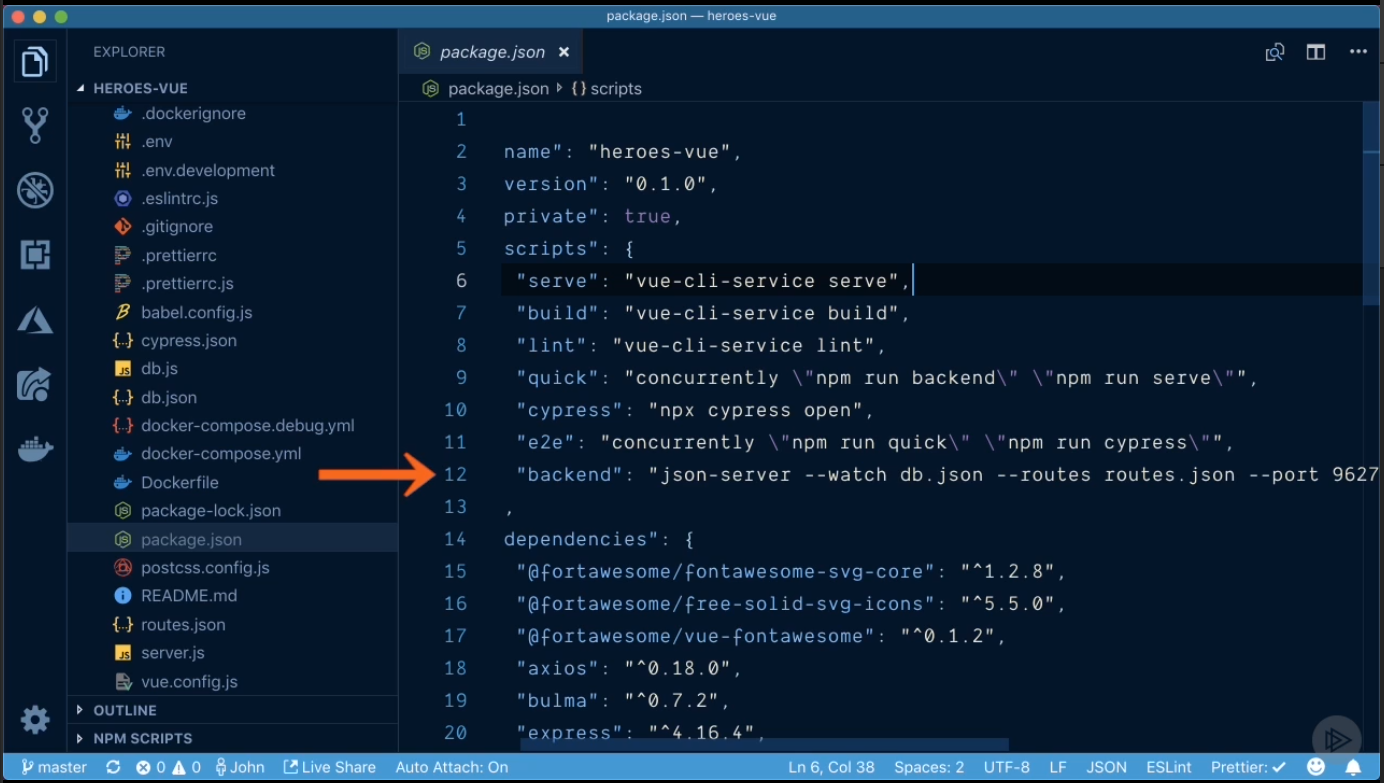 package.json — heroes-vue
EXPLORER
HEROES-VUE
.dockerignore
.env
.env.development
.eslintrc.js
.gitignore
.prettierrc
.prettierrc.js
babel.config.js
cypress.json
db.js
db.json
docker-compose.debug.yml
docker-compose.yml
Dockerfile
package-lock.json
package.json
postcss.config.js
README.md
routes.json
server.js
vue.config.js
OUTLINE
NPM SCRIPTS
package.json ×
package.json {} scripts
1
2 name": "heroes-vue",
3 version": "0.1.0",
4 private": true,
5 scripts": {
6 "serve": "vue-cli-service serve",
7 "build": "vue-cli-service build",
8 "lint": "vue-cli-service lint",
9 "quick": "concurrently \"npm run backend\" \"npm run serve\"",
10 "cypress": "npx cypress open",
11 "e2e": "concurrently \"npm run quick\" \"npm run cypress\"",
12 "backend": "json-server --watch db.json --routes routes.json --port 9627
13 ,
14 dependencies": {
15 "@fortawesome/fontawesome-svg-core": "^1.2.8",
16 "@fortawesome/free-solid-svg-icons": "^5.5.0",
17 "@fortawesome/vue-fontawesome": "^0.1.2",
18 "axios": "^0.18.0",
19 "bulma": "^0.7.2",
20 "express": "^4.16.4",
master 0 0 John Live Share Auto Attach: On Ln 6, Col 38 Spaces: 2 UTF-8 LF JSON ESLint Prettier: ✓